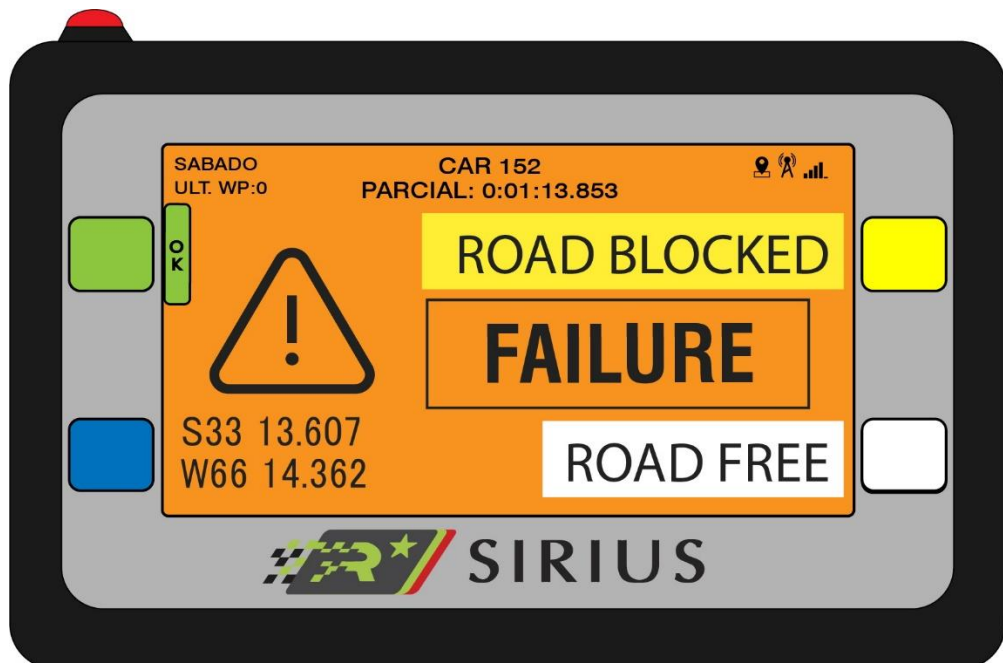 SABADO
ULT. WP:0
CAR 152
PARCIAL: 0:01:13.853
OK
ROAD BLOCKED
FAILURE
S33 13.607
W66 14.362
ROAD FREE
R SIRIUS